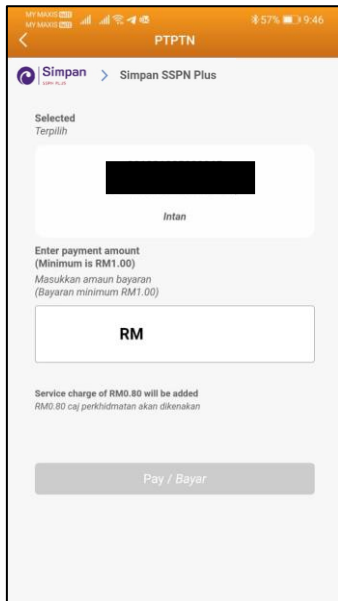 MY MAXIS
MY MAXIS
57% 9:46
PTPTN
Simpan
SSPN PLUS
> Simpan SSPN Plus
Selected
Terpilih
Intan
Enter payment amount
(Minimum is RM1.00)
Masukkan amaun bayaran
(Bayaran minimum RM1.00)
RM
Service charge of RM0.80 will be added
RM0.80 caj perkhidmatan akan dikenakan
Pay / Bayar